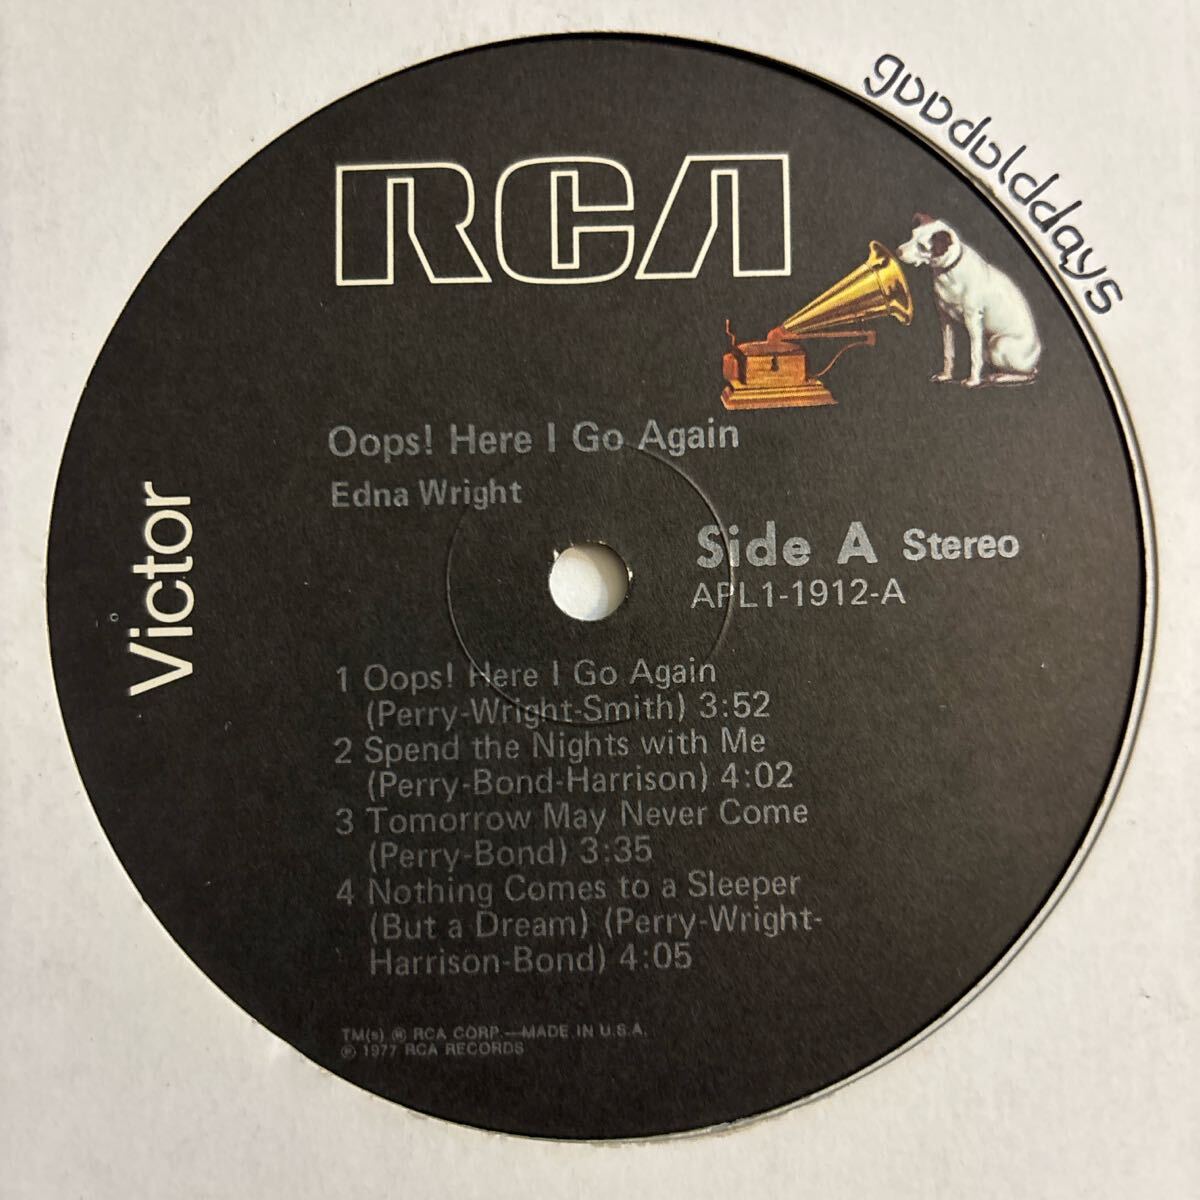 goodolddays
RCA
Victor
Oops! Here I Go Again
Edna Wright
Side A Stereo
APL1-1912-A
1 Oops! Here I Go Again
(Perry-Wright-Smith) 3:52
2 Spend the Nights with Me
(Perry-Bond-Harrison) 4:02
3 Tomorrow May Never Come
(Perry-Bond) 3:35
4 Nothing Comes to a Sleeper
(But a Dream) (Perry-Wright-
Harrison-Bond) 4:05
TM(s) ® RCA CORP.—MADE IN U.S.A.
℗ 1977 RCA RECORDS